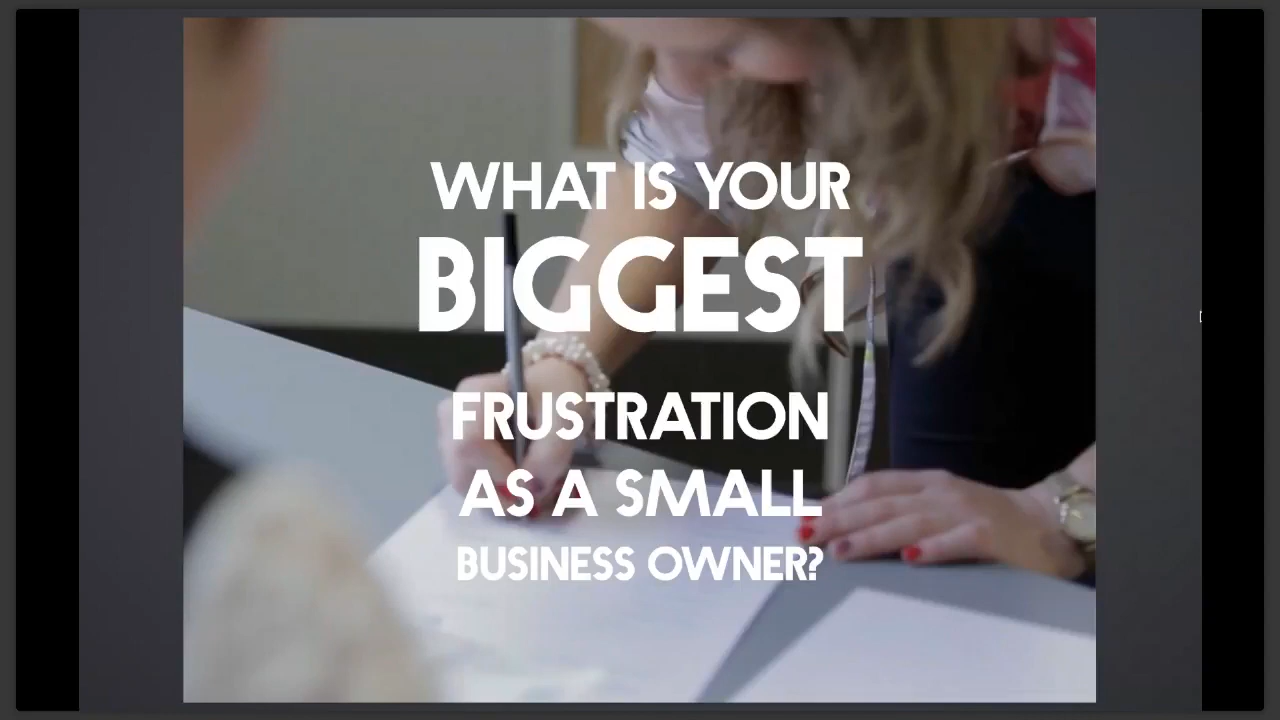 WHAT IS YOUR
BIGGEST
FRUSTRATION
AS A SMALL
BUSINESS OWNER?